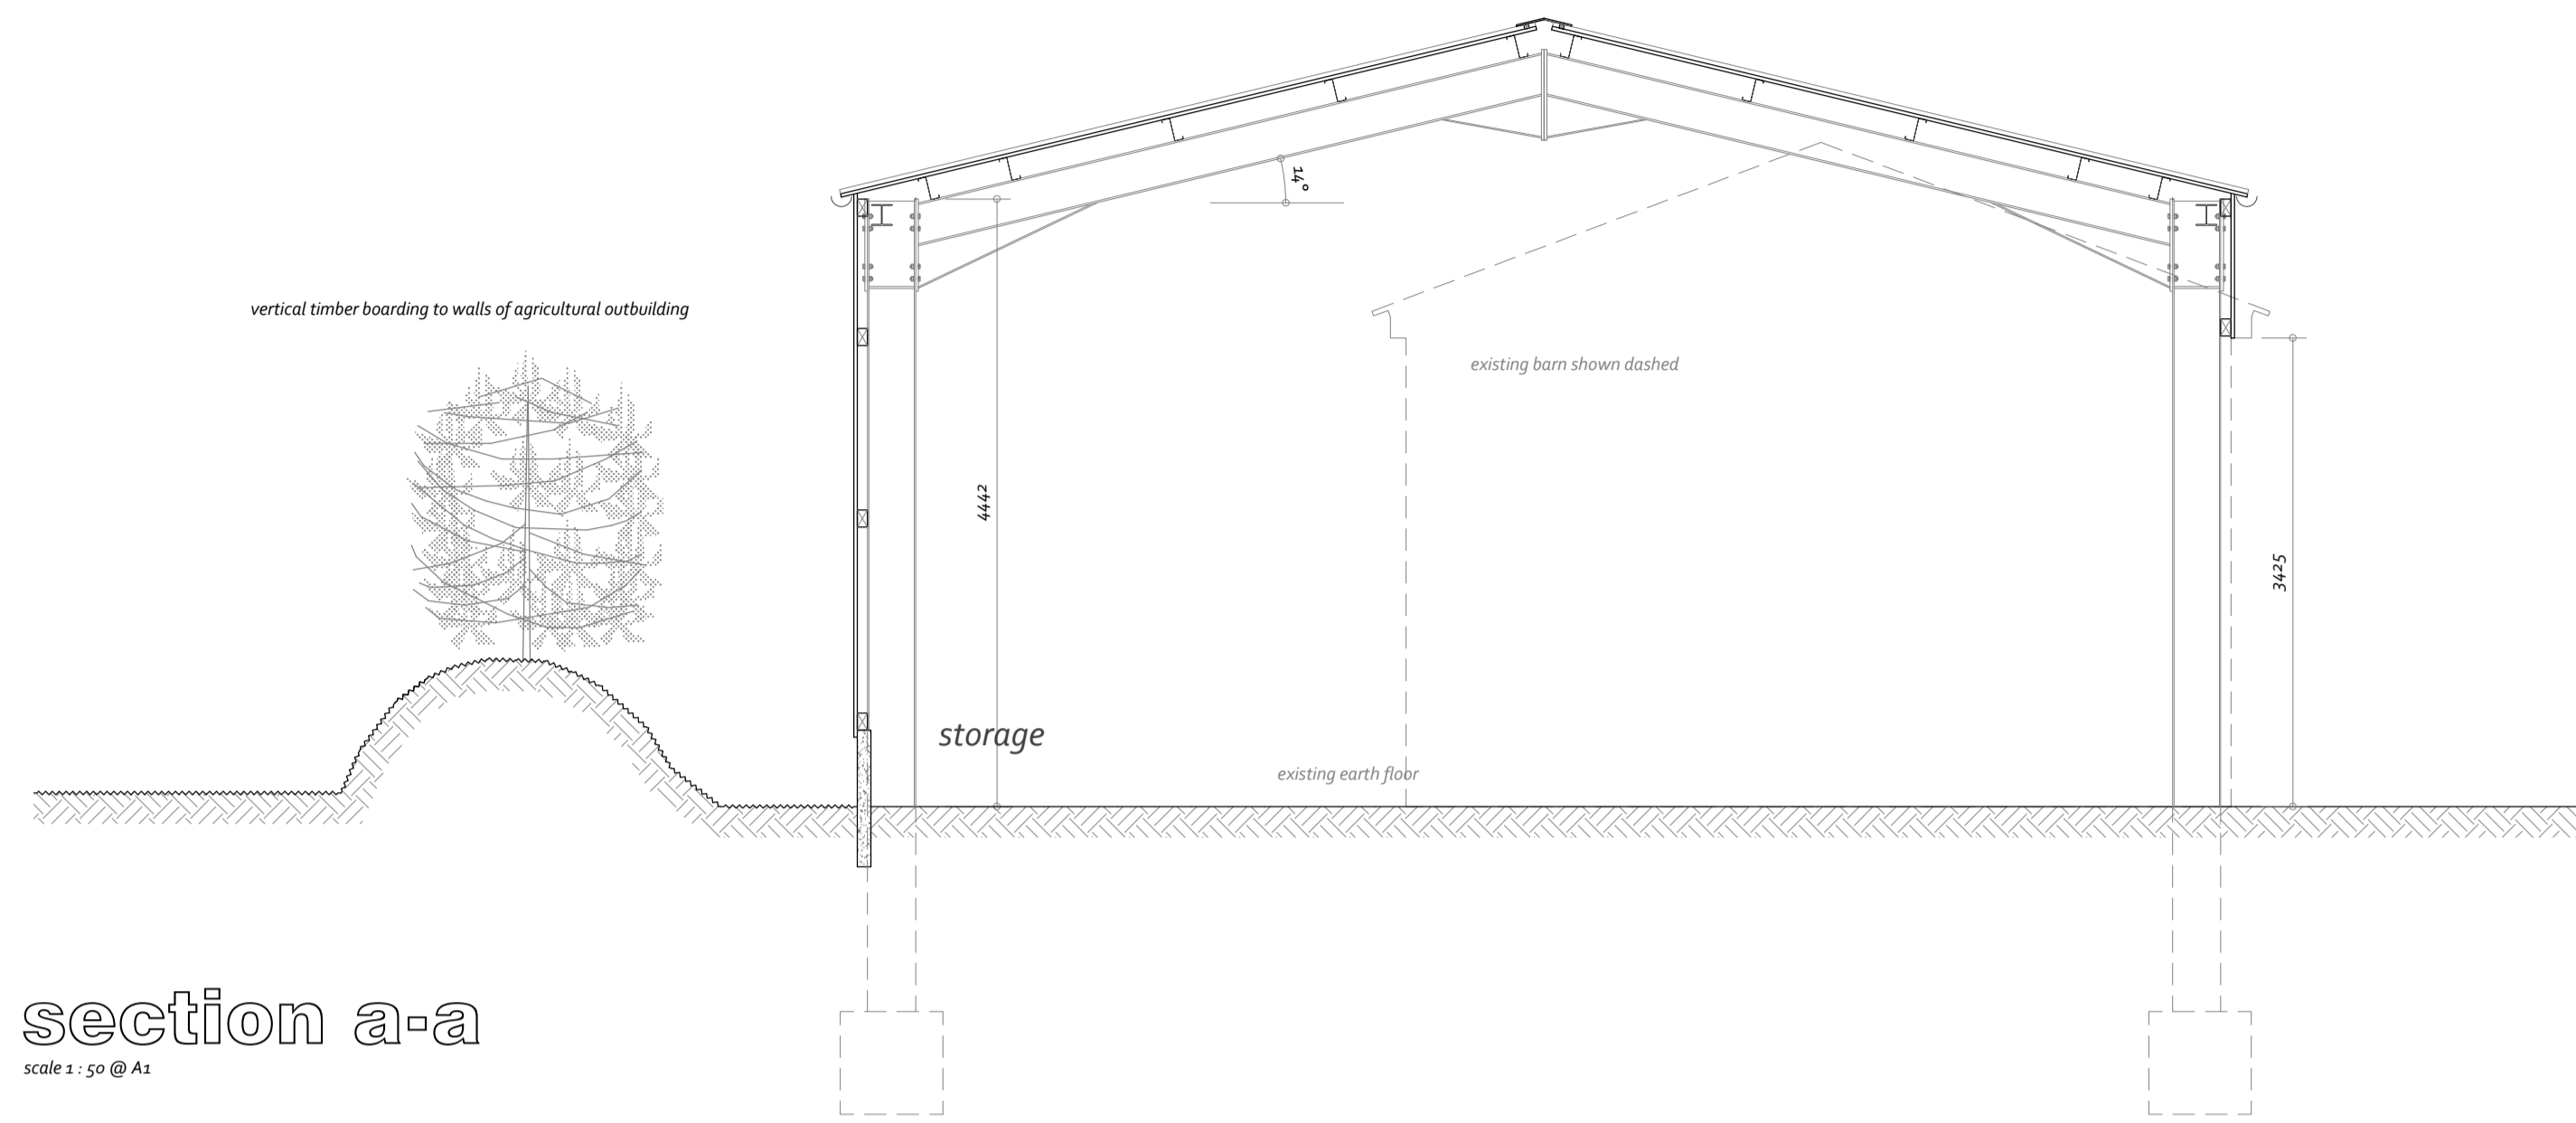 14°
vertical timber boarding to walls of agricultural outbuilding
existing barn shown dashed
4442
3425
storage
existing earth floor
section a-a
scale 1 : 50 @ A1